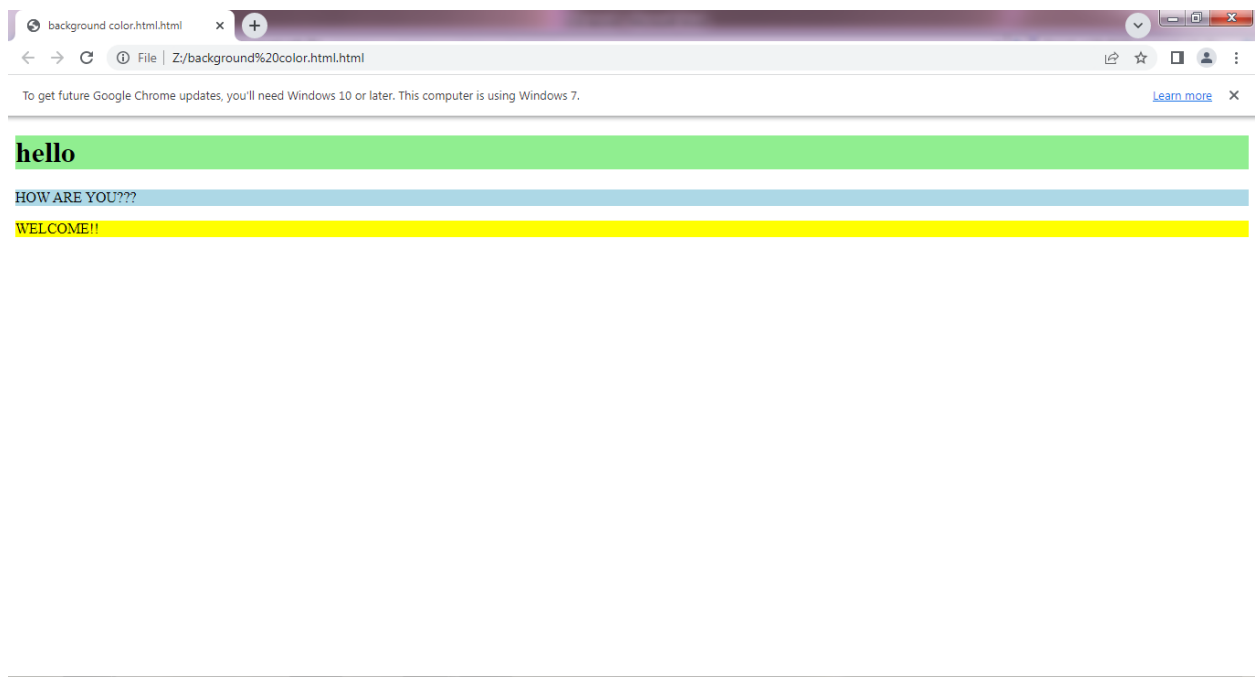 background color.html.html
File | Z:/background%20color.html.html
To get future Google Chrome updates, you'll need Windows 10 or later. This computer is using Windows 7.
Learn more
hello
HOW ARE YOU???
WELCOME!!